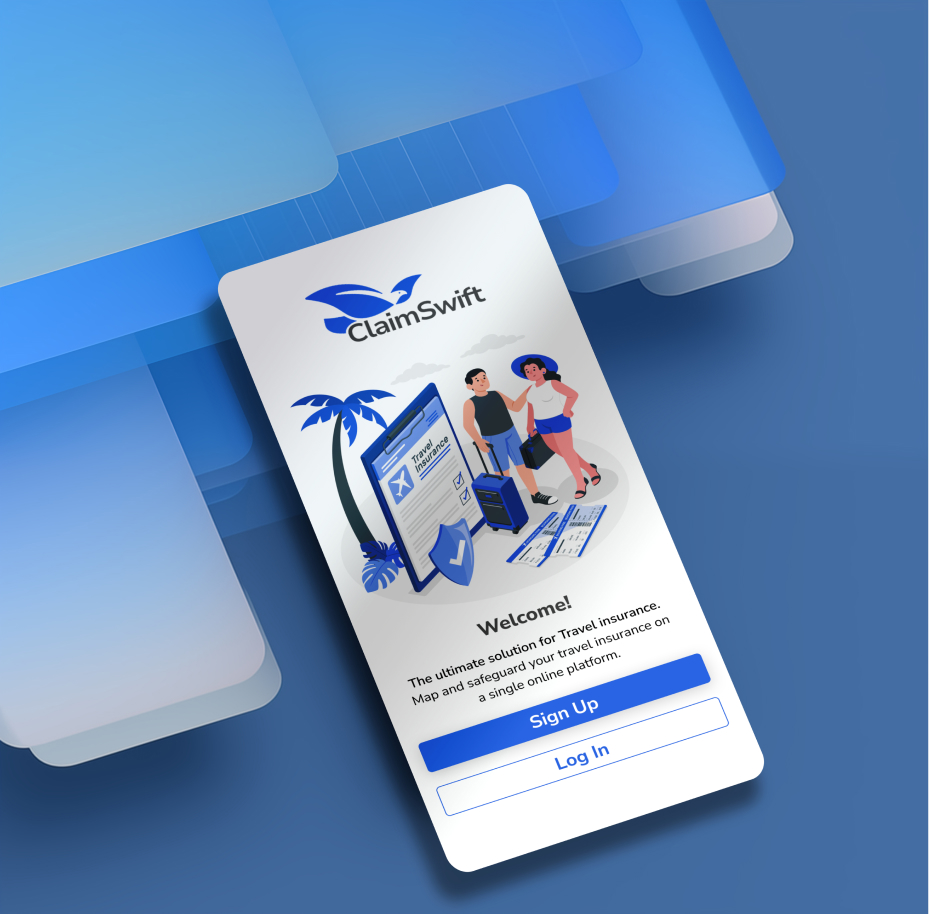 ClaimSwift
Travel
Insurance
Welcome!
The ultimate solution for Travel insurance.
Map and safeguard your travel insurance on
a single online platform.
Sign Up
Log In